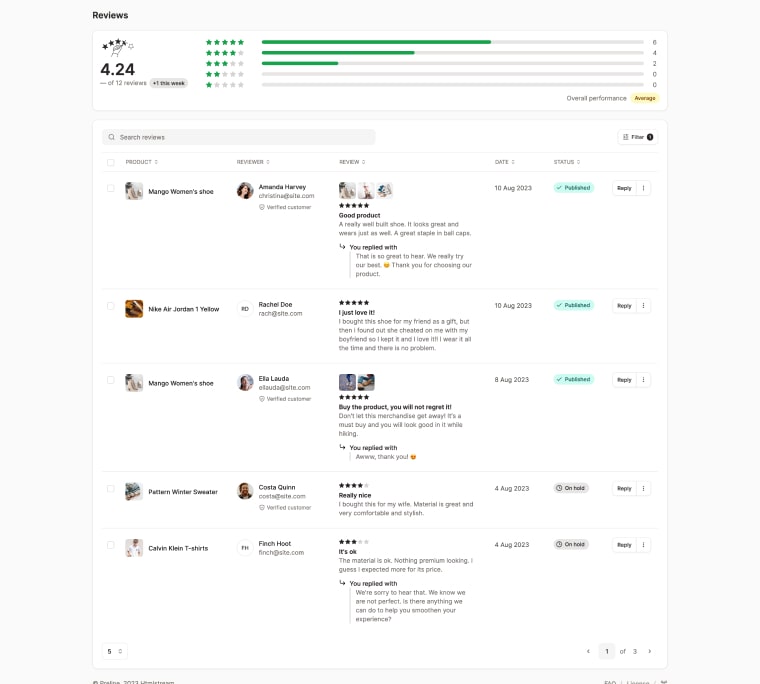 Reviews
4.24
— of 12 reviews +1 this week
6
4
2
0
0
Overall performance Average
Search reviews
Filter 1
PRODUCT REVIEWER REVIEW DATE STATUS
Mango Women's shoe
Amanda Harvey
christina@site.com
Verified customer
Good product
A really well built shoe. It looks great and
wears just as well. A great staple in ball caps.
You replied with
That is so great to hear. We really try
our best. 😄 Thank you for choosing our
product.
10 Aug 2023
Published
Reply
Nike Air Jordan 1 Yellow
RD
Rachel Doe
rach@site.com
I just love it!
I bought this shoe for my friend as a gift, but
then I found out she cheated on me with my
boyfriend so I kept it and I love it!! I wear it all
the time and there is no problem.
10 Aug 2023
Published
Reply
Mango Women's shoe
Ella Lauda
ellauda@site.com
Verified customer
Buy the product, you will not regret it!
Don't let this merchandise get away! It's a
must buy and you will look good in it while
hiking.
You replied with
Awww, thank you! 😍
8 Aug 2023
Published
Reply
Pattern Winter Sweater
Costa Quinn
costa@site.com
Verified customer
Really nice
I bought this for my wife. Material is great and
very comfortable and stylish.
4 Aug 2023
On hold
Reply
Calvin Klein T-shirts
FH
Finch Hoot
finch@site.com
It's ok
The material is ok. Nothing premium looking. I
guess i expected more for its price.
You replied with
We're sorry to hear that. We know we
are not perfect. Is there anything we
can do to help you smoothen your
experience?
4 Aug 2023
On hold
Reply
5
1 of 3
© Preline. 2023 Htmlstream.
FAQ / License /